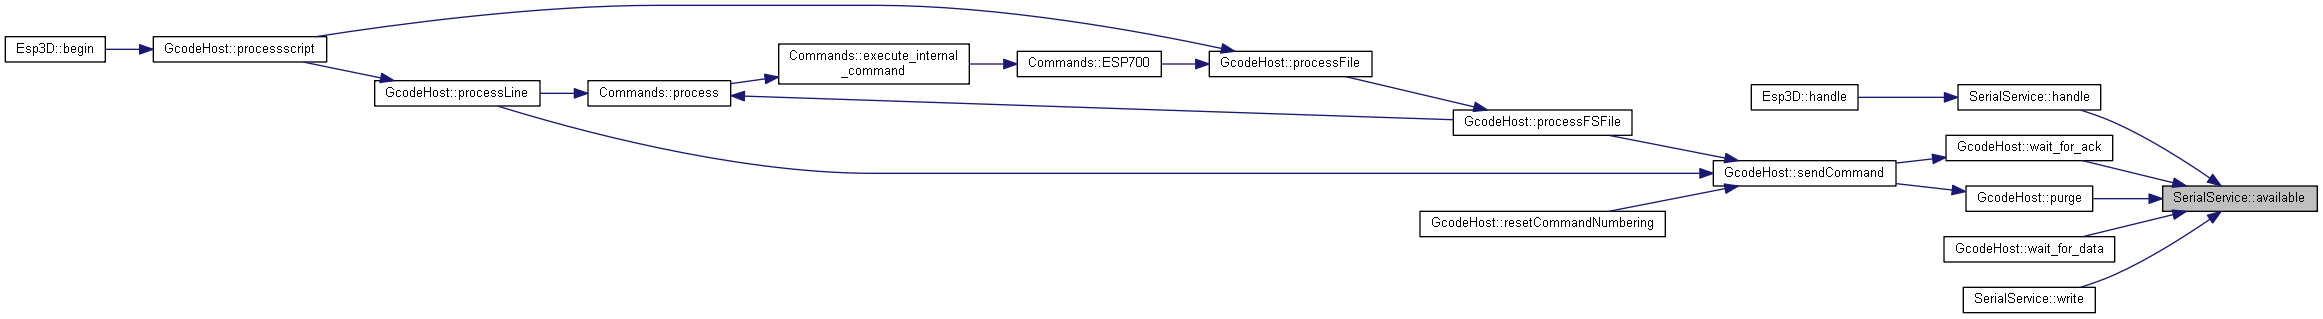 Esp3D::begin
GcodeHost::processscript
GcodeHost::processLine
Commands::process
Commands::execute_internal
_command
Commands::ESP700
GcodeHost::processFile
GcodeHost::processFSFile
GcodeHost::resetCommandNumbering
GcodeHost::sendCommand
Esp3D::handle
SerialService::handle
GcodeHost::wait_for_ack
GcodeHost::purge
GcodeHost::wait_for_data
SerialService::write
SerialService::available